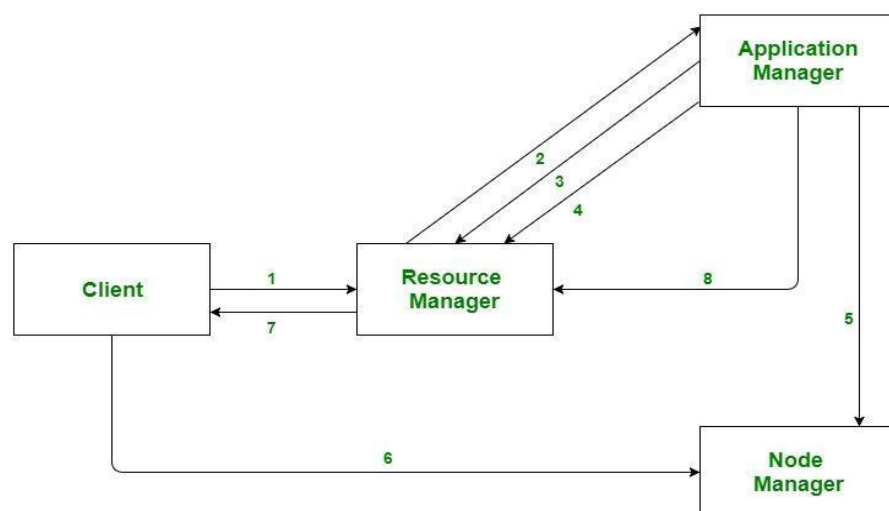 Application
Manager
2
3
4
Client
1
7
Resource
Manager
8
5
6
Node
Manager